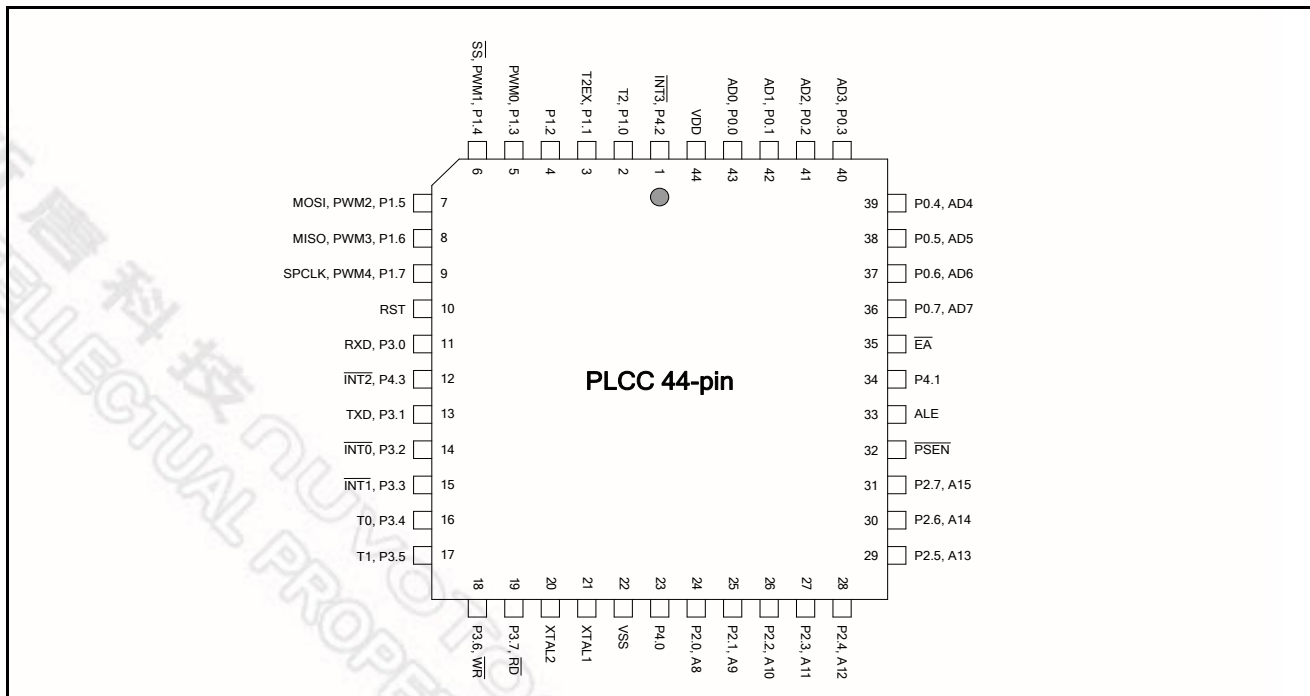 SS, PWM1, P1.4
PWM0, P1.3
P1.2
T2EX, P1.1
T2, P1.0
INT3, P4.2
VDD
AD0, P0.0
AD1, P0.1
AD2, P0.2
AD3, P0.3
6 5 4 3 2 1 44 43 42 41 40
MOSI, PWM2, P1.5 7
MISO, PWM3, P1.6 8
SPCLK, PWM4, P1.7 9
RST 10
RXD, P3.0 11
INT2, P4.3 12
TXD, P3.1 13
INT0, P3.2 14
INT1, P3.3 15
T0, P3.4 16
T1, P3.5 17
PLCC 44-pin
39 P0.4, AD4
38 P0.5, AD5
37 P0.6, AD6
36 P0.7, AD7
35 EA
34 P4.1
33 ALE
32 PSEN
31 P2.7, A15
30 P2.6, A14
29 P2.5, A13
18 19 20 21 22 23 24 25 26 27 28
P3.6, WR
P3.7, RD
XTAL2
XTAL1
VSS
P4.0
P2.0, A8
P2.1, A9
P2.2, A10
P2.3, A11
P2.4, A12
唐科技 nuvoTo
ELLECTUAL PROPE